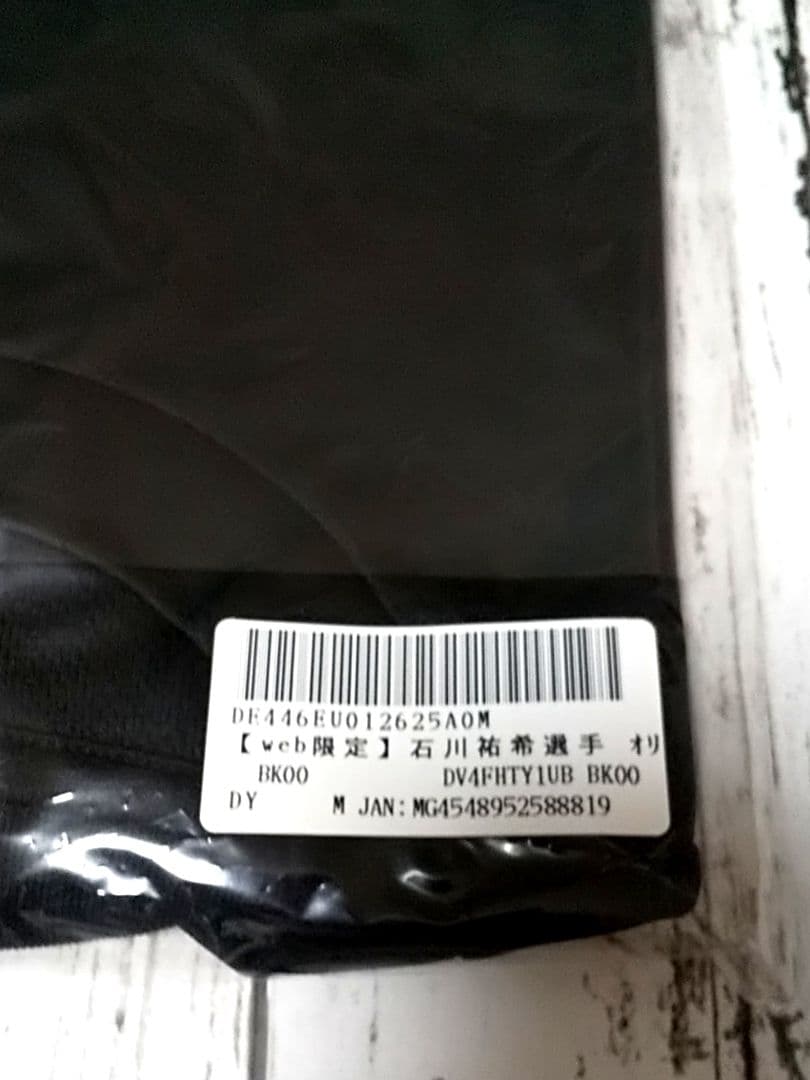 DE446EU012625A0M
【web限定】石川祐希選手 オリ
BK00 DV4FHTY1UB BK00
DY M JAN:MG4548952588819